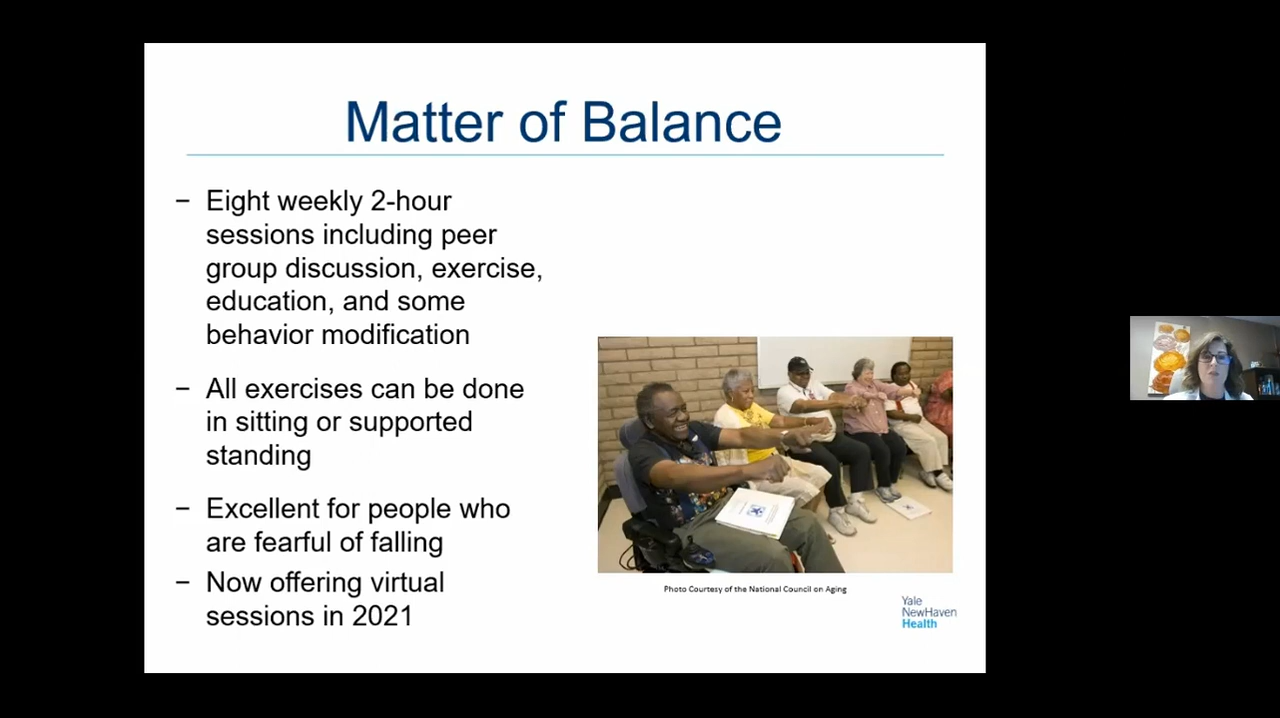 Matter of Balance
− Eight weekly 2-hour
sessions including peer
group discussion, exercise,
education, and some
behavior modification
− All exercises can be done
in sitting or supported
standing
− Excellent for people who
are fearful of falling
− Now offering virtual
sessions in 2021
Photo Courtesy of the National Council on Aging
Yale
NewHaven
Health